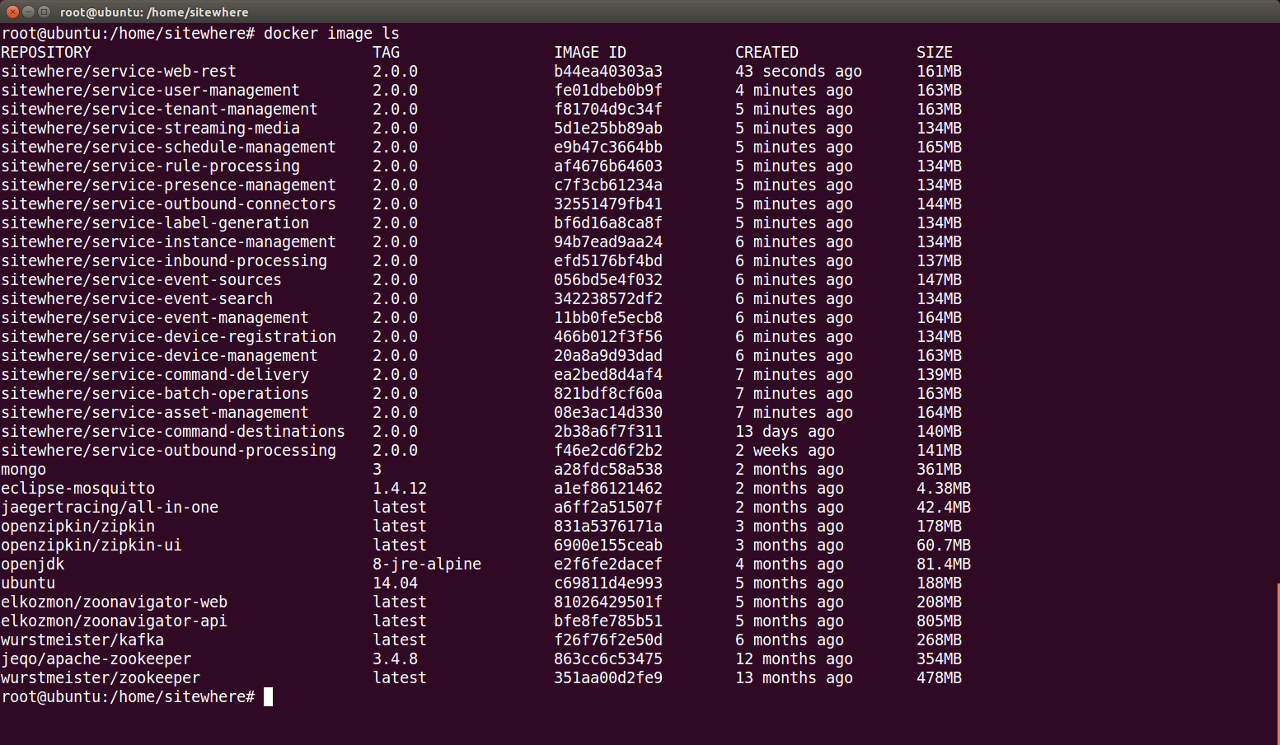 root@ubuntu: /home/sitewhere
root@ubuntu:/home/sitewhere# docker image ls
REPOSITORY TAG IMAGE ID CREATED SIZE
sitewhere/service-web-rest 2.0.0 b44ea40303a3 43 seconds ago 161MB
sitewhere/service-user-management 2.0.0 fe01dbeb0b9f 4 minutes ago 163MB
sitewhere/service-tenant-management 2.0.0 f81704d9c34f 5 minutes ago 163MB
sitewhere/service-streaming-media 2.0.0 5d1e25bb89ab 5 minutes ago 134MB
sitewhere/service-schedule-management 2.0.0 e9b47c3664bb 5 minutes ago 165MB
sitewhere/service-rule-processing 2.0.0 af4676b64603 5 minutes ago 134MB
sitewhere/service-presence-management 2.0.0 c7f3cb61234a 5 minutes ago 134MB
sitewhere/service-outbound-connectors 2.0.0 32551479fb41 5 minutes ago 144MB
sitewhere/service-label-generation 2.0.0 bf6d16a8ca8f 5 minutes ago 134MB
sitewhere/service-instance-management 2.0.0 94b7ead9aa24 6 minutes ago 134MB
sitewhere/service-inbound-processing 2.0.0 efd5176bf4bd 6 minutes ago 137MB
sitewhere/service-event-sources 2.0.0 056bd5e4f032 6 minutes ago 147MB
sitewhere/service-event-search 2.0.0 342238572df2 6 minutes ago 134MB
sitewhere/service-event-management 2.0.0 11bb0fe5ecb8 6 minutes ago 164MB
sitewhere/service-device-registration 2.0.0 466b012f3f56 6 minutes ago 134MB
sitewhere/service-device-management 2.0.0 20a8a9d93dad 6 minutes ago 163MB
sitewhere/service-command-delivery 2.0.0 ea2bed8d4af4 7 minutes ago 139MB
sitewhere/service-batch-operations 2.0.0 821bdf8cf60a 7 minutes ago 163MB
sitewhere/service-asset-management 2.0.0 08e3ac14d330 7 minutes ago 164MB
sitewhere/service-command-destinations 2.0.0 2b38a6f7f311 13 days ago 140MB
sitewhere/service-outbound-processing 2.0.0 f46e2cd6f2b2 2 weeks ago 141MB
mongo 3 a28fdc58a538 2 months ago 361MB
eclipse-mosquitto 1.4.12 a1ef86121462 2 months ago 4.38MB
jaegertracing/all-in-one latest a6ff2a51507f 2 months ago 42.4MB
openzipkin/zipkin latest 831a5376171a 3 months ago 178MB
openzipkin/zipkin-ui latest 6900e155ceab 3 months ago 60.7MB
openjdk 8-jre-alpine e2f6fe2dacef 4 months ago 81.4MB
ubuntu 14.04 c69811d4e993 5 months ago 188MB
elkozmon/zoonavigator-web latest 81026429501f 5 months ago 208MB
elkozmon/zoonavigator-api latest bfe8fe785b51 5 months ago 805MB
wurstmeister/kafka latest f26f76f2e50d 6 months ago 268MB
jeqo/apache-zookeeper 3.4.8 863cc6c53475 12 months ago 354MB
wurstmeister/zookeeper latest 351aa00d2fe9 13 months ago 478MB
root@ubuntu:/home/sitewhere#